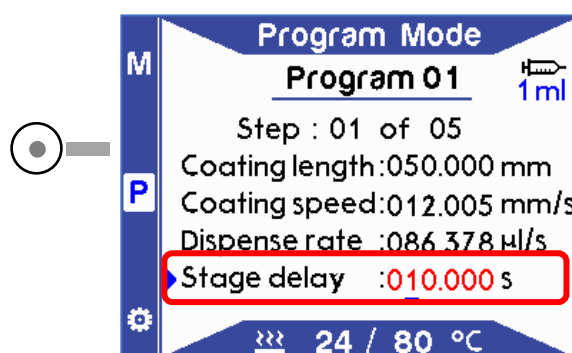 Program Mode
M
Program 01
1 ml
Step : 01 of 05
Coating length :050.000 mm
P
Coating speed :012.005 mm/s
Dispense rate :086.378 µl/s
Stage delay :010.000 s
24 / 80 °C